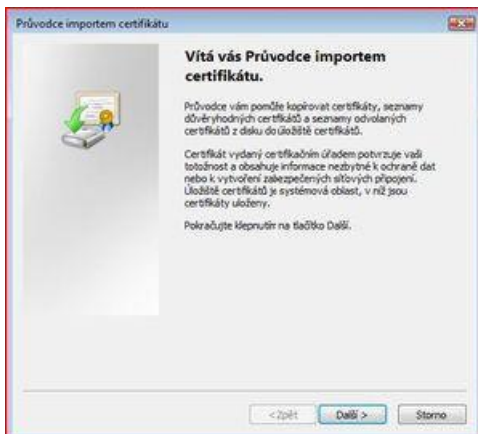 Průvodce importem certifikátu
Vítá vás Průvodce importem
certifikátu.
Průvodce vám pomůže kopírovat certifikáty, seznamy
důvěryhodných certifikátů a seznamy odvolaných
certifikátů z disku do úložiště certifikátů.
Certifikát vydaný certifikačním úřadem potvrzuje vaši
totožnost a obsahuje informace nezbytné k ochraně dat
nebo k vytvoření zabezpečených síťových připojení.
Úložiště certifikátů je systémová oblast, v níž jsou
certifikáty uloženy.
Pokračujte klepnutím na tlačítko Další.
< Zpět
Další >
Storno